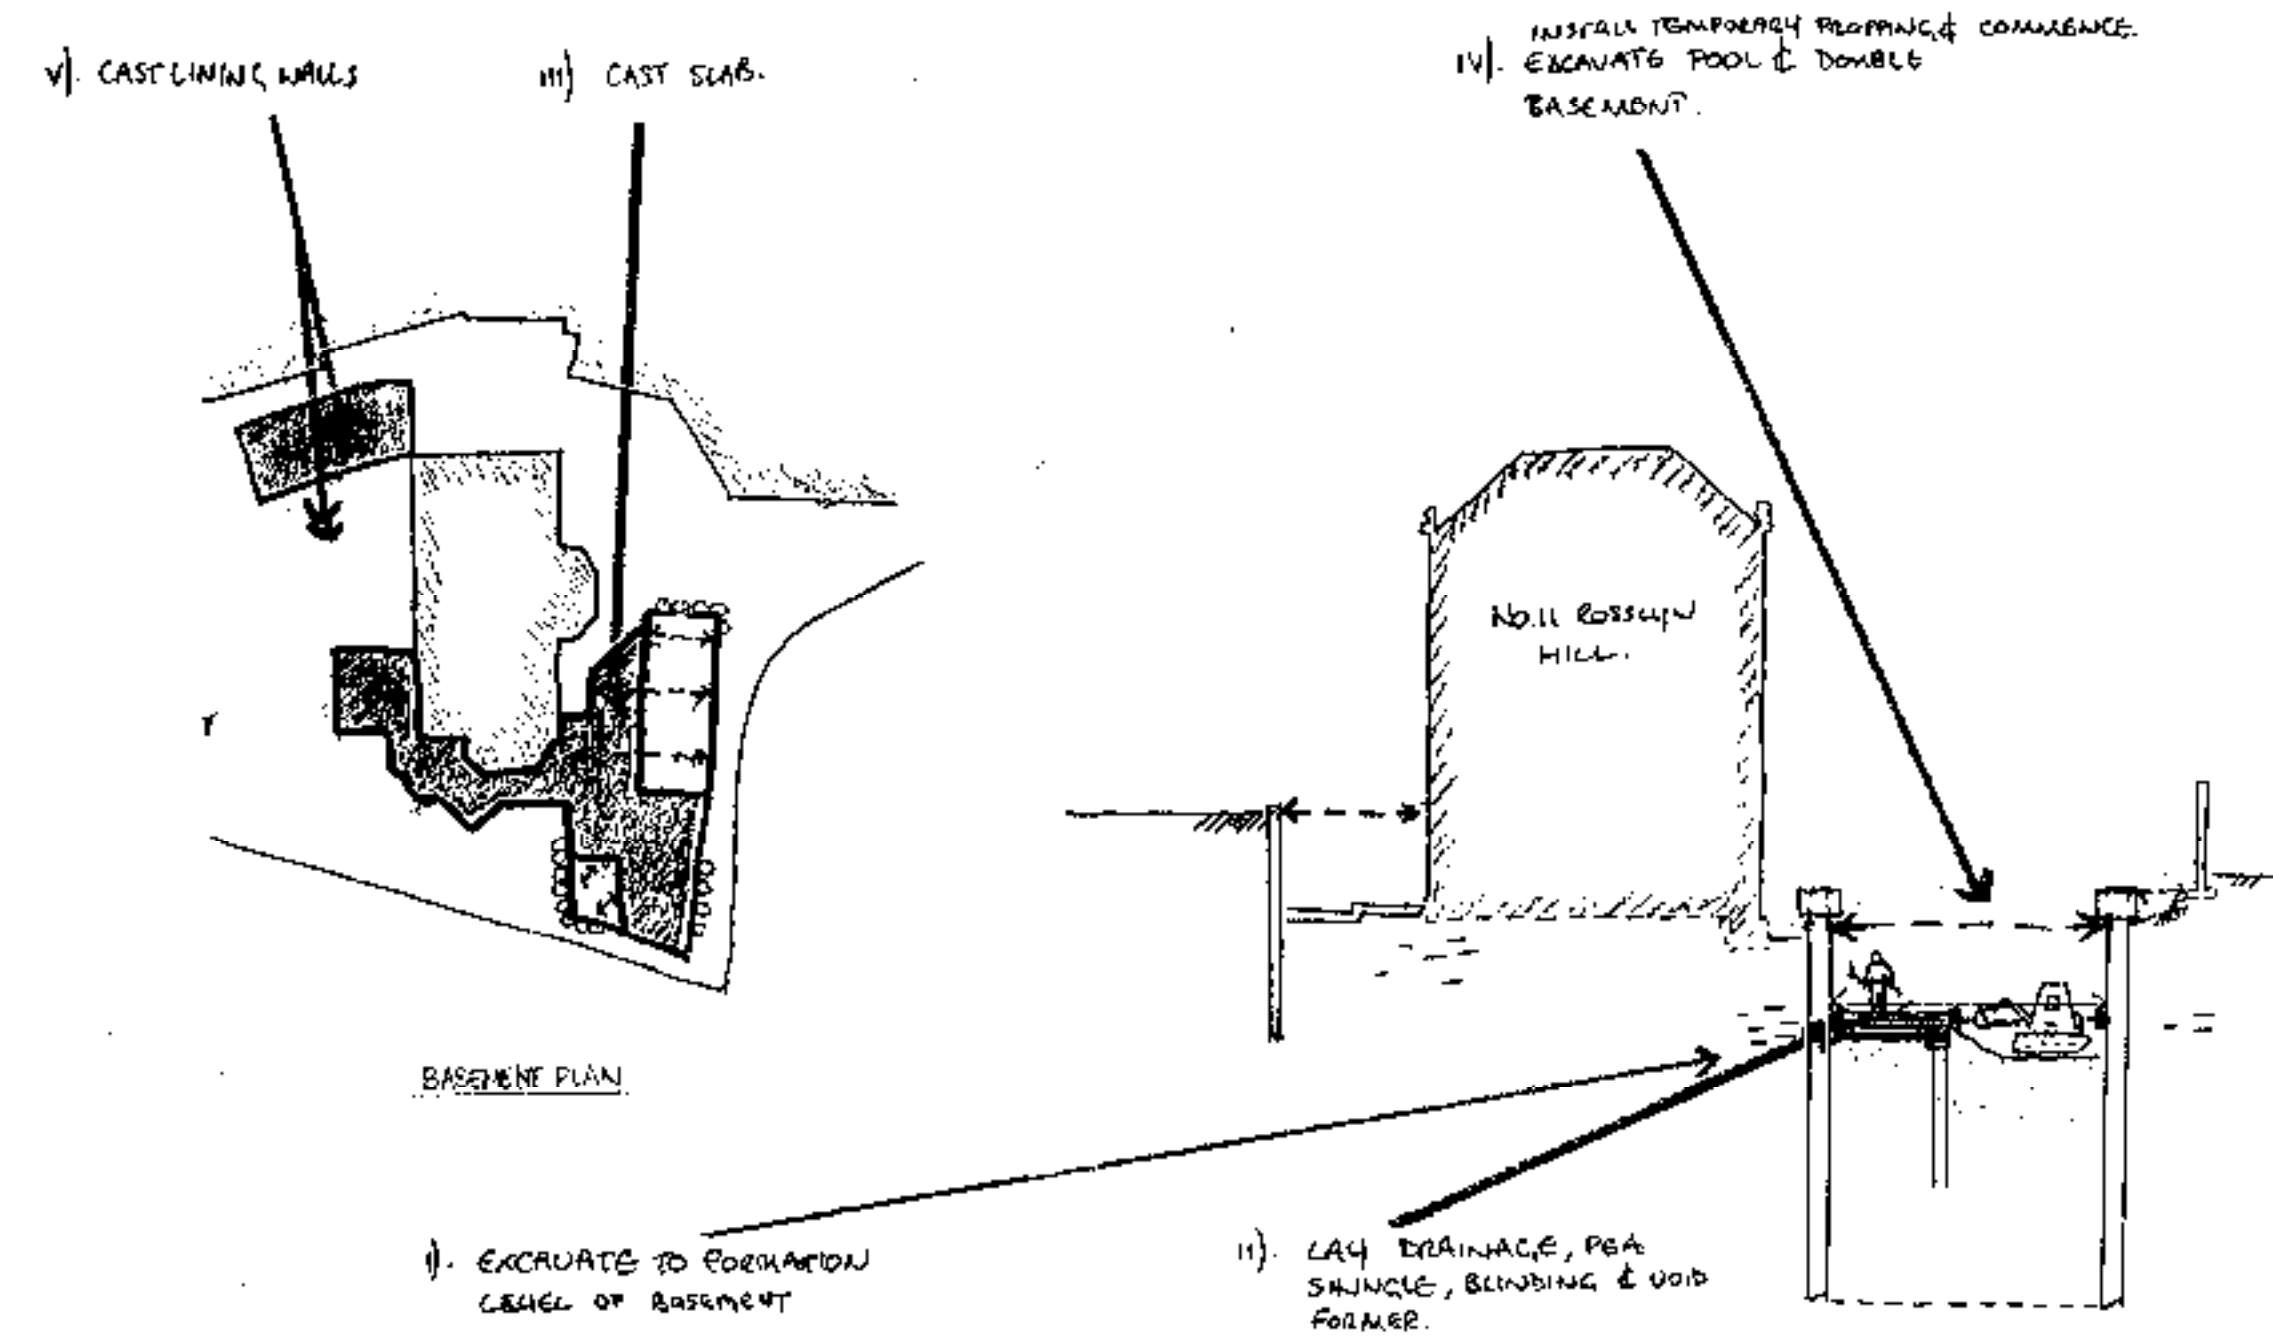 V). CAST LINING WALLS
III) CAST SLAB.
INSTALL TEMPORARY PROPPING & COMMENCE
IV). EXCAVATE POOL & DOUBLE
BASEMENT.
NO.11 ROSSLYN
HILL.
BASEMENT PLAN
I). EXCAVATE TO FORMATION
LEVEL OF BASEMENT
II). LAY DRAINAGE, PEA
SHINGLE, BLINDING & VOID
FORMER.